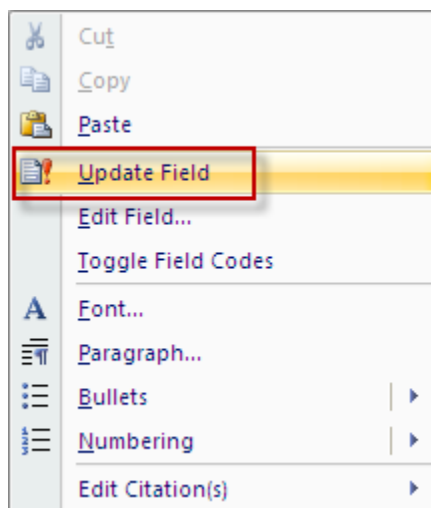 Cut
Copy
Paste
Update Field
Edit Field...
Toggle Field Codes
Font...
Paragraph...
Bullets
Numbering
Edit Citation(s)